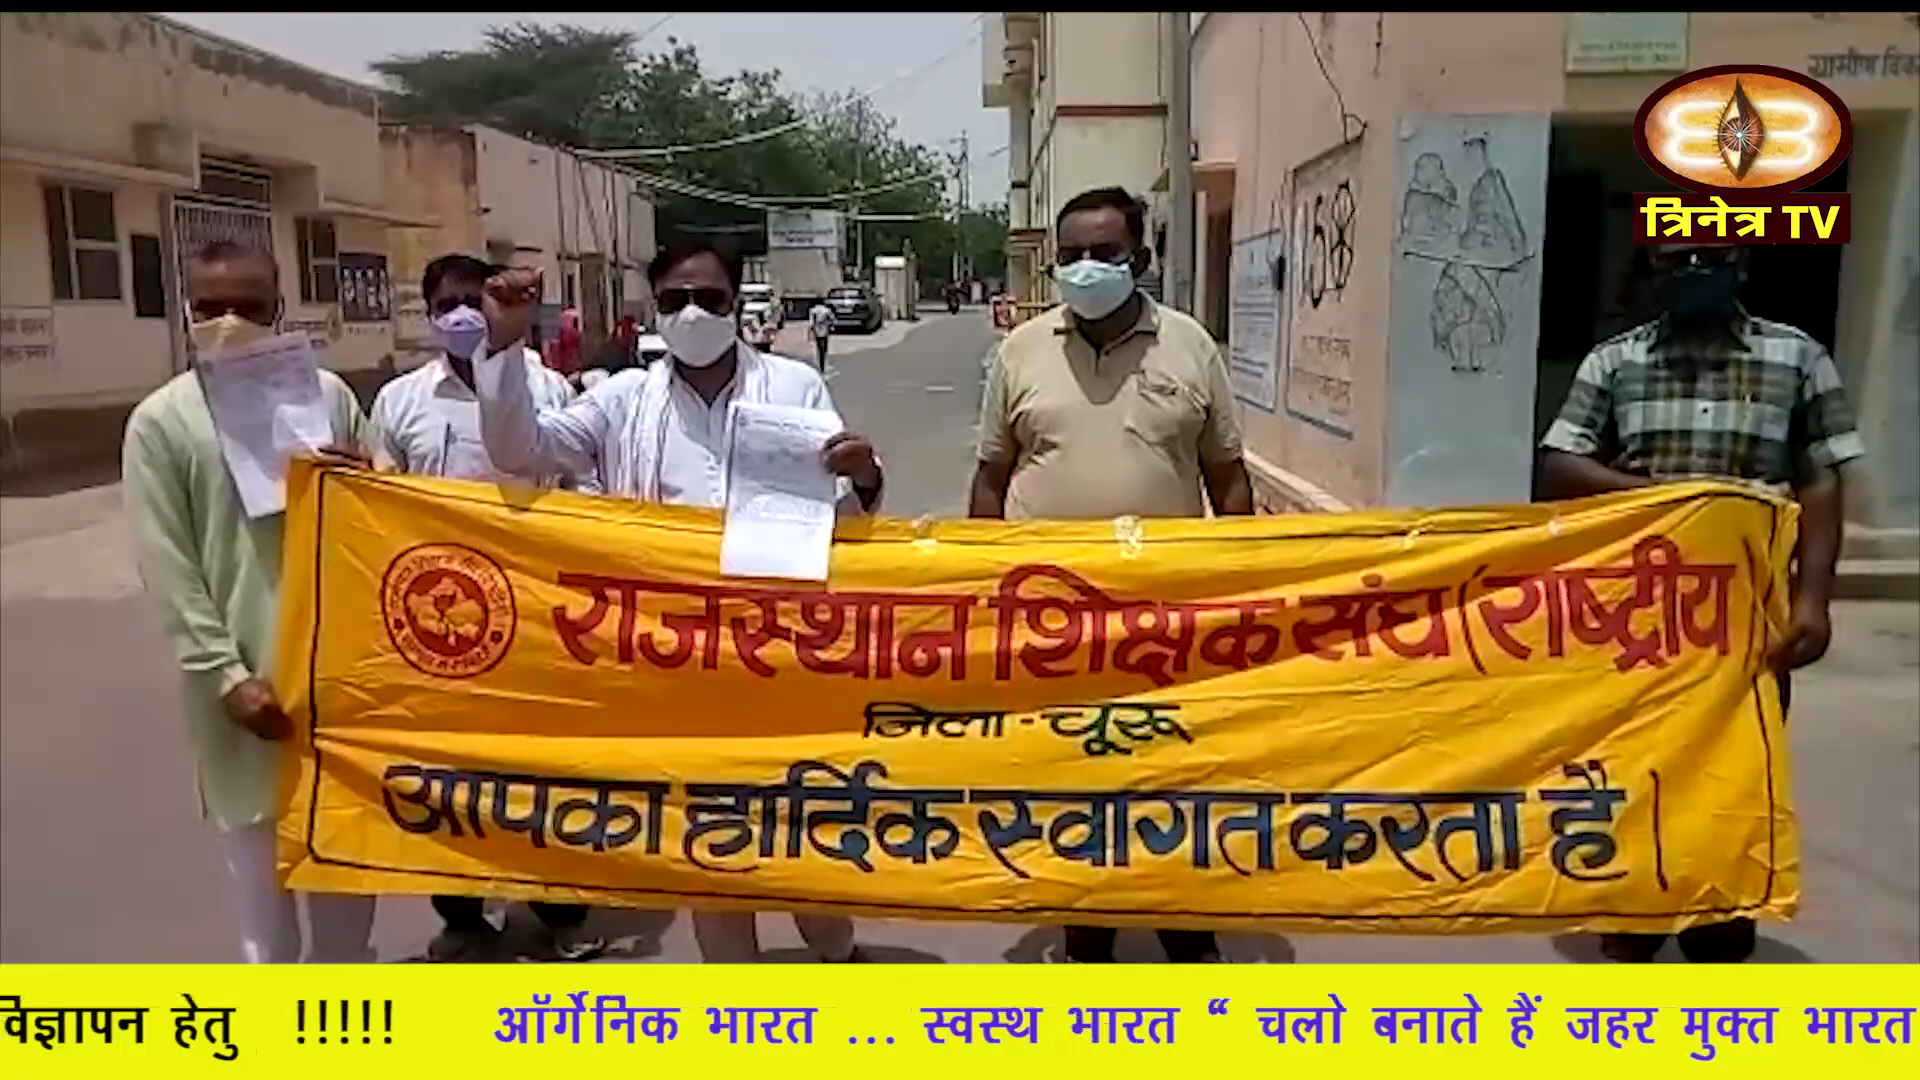 ग्रामीण विक
त्रिनेत्र TV
राजस्थान शिक्षक संघ (राष्ट्रीय)
जिला - चूरू
आपका हार्दिक स्वागत करता है।
विज्ञापन हेतु !!!!! ऑर्गेनिक भारत ... स्वस्थ भारत “ चलो बनाते हैं जहर मुक्त भारत